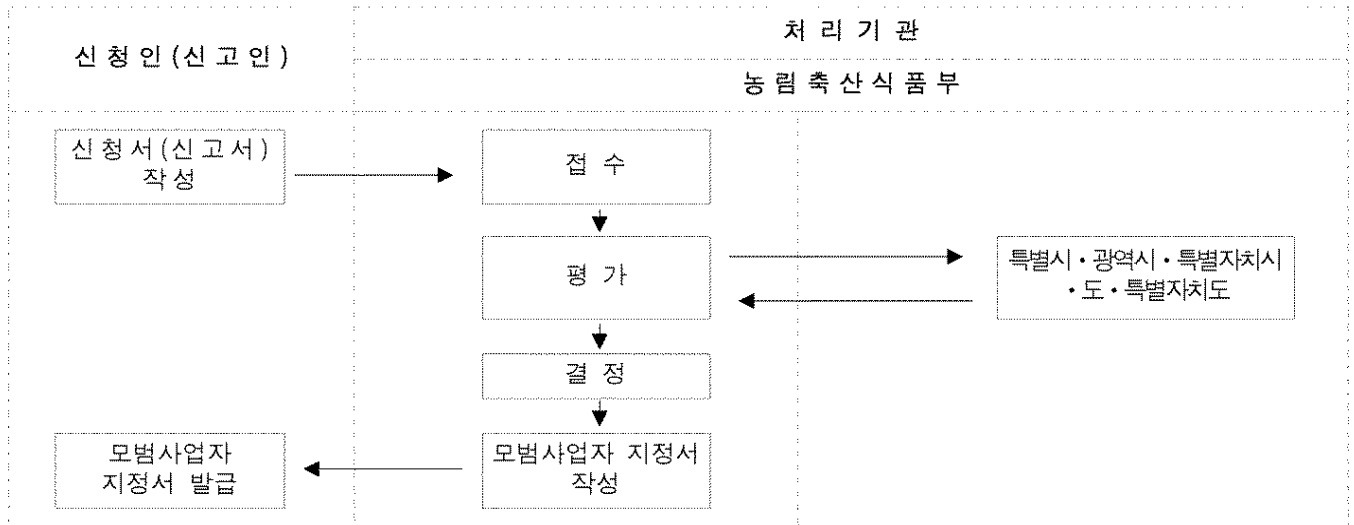 신 청 인 (신 고 인)
처 리 기 관
농 림 축 산 식 품 부
신 청 서 (신 고 서)
작 성
접 수
평 가
특별시・광역시・특별자치시
・도・특별자치도
결 정
모범사업자 지정서
작성
모범사업자
지정서 발급